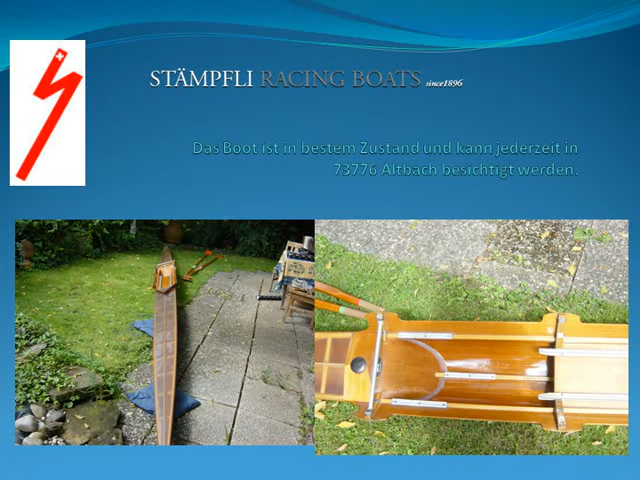 STÄMPFLI RACING BOATS since1896
Das Boot ist in bestem Zustand und kann jederzeit in
73776 Altbach besichtigt werden.